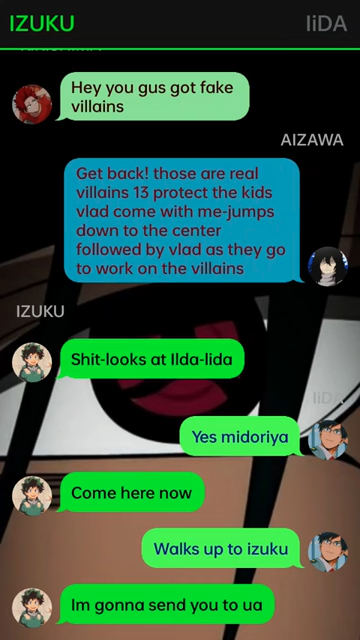 IZUKU
IiDA
Hey you gus got fake
villains
AIZAWA
Get back! those are real
villains 13 protect the kids
vlad come with me-jumps
down to the center
followed by vlad as they go
to work on the villains
IZUKU
Shit-looks at IIda-Iida
IiDA
Yes midoriya
Come here now
Walks up to izuku
Im gonna send you to ua